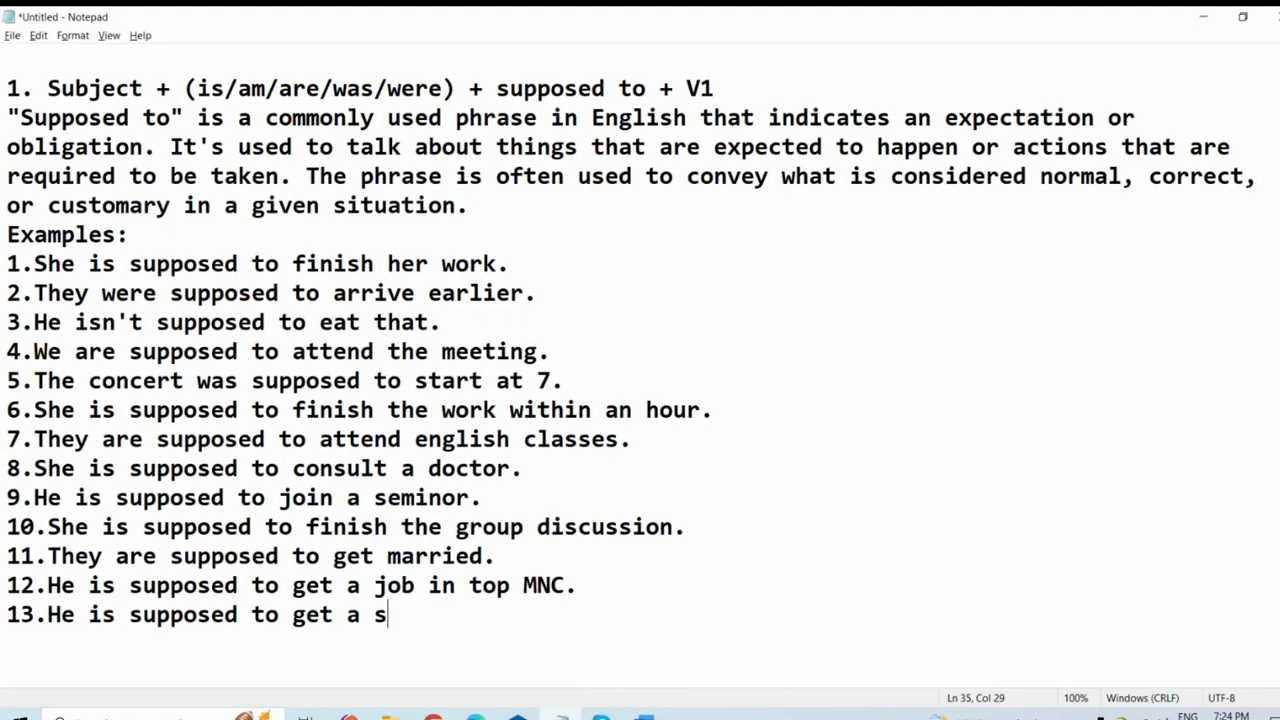 *Untitled - Notepad
File Edit Format View Help
1. Subject + (is/am/are/was/were) + supposed to + V1
"Supposed to" is a commonly used phrase in English that indicates an expectation or
obligation. It's used to talk about things that are expected to happen or actions that are
required to be taken. The phrase is often used to convey what is considered normal, correct,
or customary in a given situation.
Examples:
1.She is supposed to finish her work.
2.They were supposed to arrive earlier.
3.He isn't supposed to eat that.
4.We are supposed to attend the meeting.
5.The concert was supposed to start at 7.
6.She is supposed to finish the work within an hour.
7.They are supposed to attend english classes.
8.She is supposed to consult a doctor.
9.He is supposed to join a seminor.
10.She is supposed to finish the group discussion.
11.They are supposed to get married.
12.He is supposed to get a job in top MNC.
13.He is supposed to get a s
Ln 35, Col 29 100% Windows (CRLF) UTF-8
ENG 7:24 PM